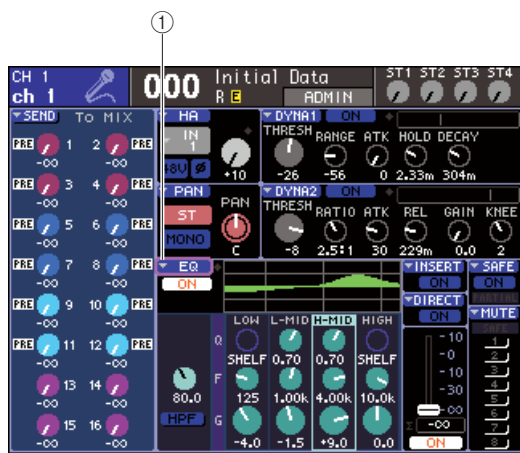 ①
CH 1
ch 1
000
Initial Data
R E ADMIN
ST1 ST2 ST3 ST4
SEND To MIX
PRE 1 2 PRE
-∞ -∞
PRE 3 4 PRE
-∞ -∞
PRE 5 6 PRE
-∞ -∞
PRE 7 8 PRE
-∞ -∞
PRE 9 10 PRE
-∞ -∞
PRE 11 12 PRE
-∞ -∞
13 14
-∞ -∞
15 16
-∞ -∞
HA
IN
1
48V ø
+10
DYNA1 ON
THRESH RANGE ATK HOLD DECAY
-26 -56 0 2.33m 304m
PAN
ST
MONO
PAN
C
DYNA2 ON
THRESH RATIO ATK REL GAIN KNEE
-8 2.5:1 30 229m 0.0 2
EQ
ON
LOW L-MID H-MID HIGH
Q
SHELF 0.70 0.70 SHELF
F
80.0 125 1.00k 4.00k 10.0k
HPF G
-4.0 -1.5 +9.0 0.0
INSERT
ON
DIRECT
ON
-10
-0
-10
-30
-∞
Σ -∞
ON
SAFE
ON
PARTIAL
MUTE
SAFE
1
2
3
4
5
6
7
8